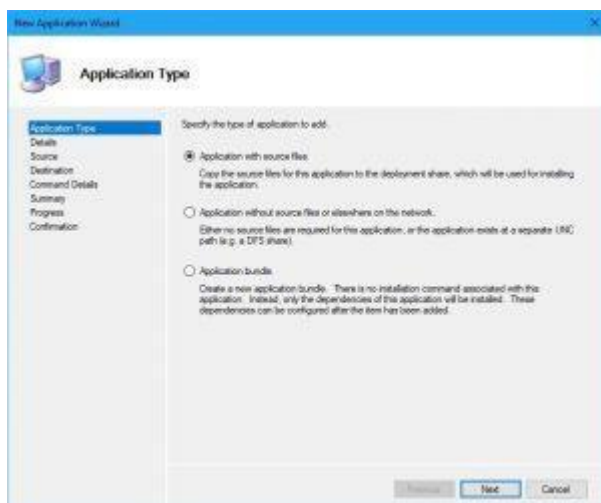 New Application Wizard
Application Type
Application Type
Details
Source
Destination
Command Details
Summary
Progress
Confirmation
Specify the type of application to add.
Application with source files
Copy the source files for this application to the deployment share, which will be used for installing
the application.
Application without source files or elsewhere on the network.
Either no source files are required for this application, or the application exists at a separate UNC
path (e.g. a DFS share).
Application bundle
Create a new application bundle. There is no installation command associated with this
application. Instead, only the dependencies of this application will be installed. These
dependencies can be configured after the item has been added.
Previous
Next
Cancel